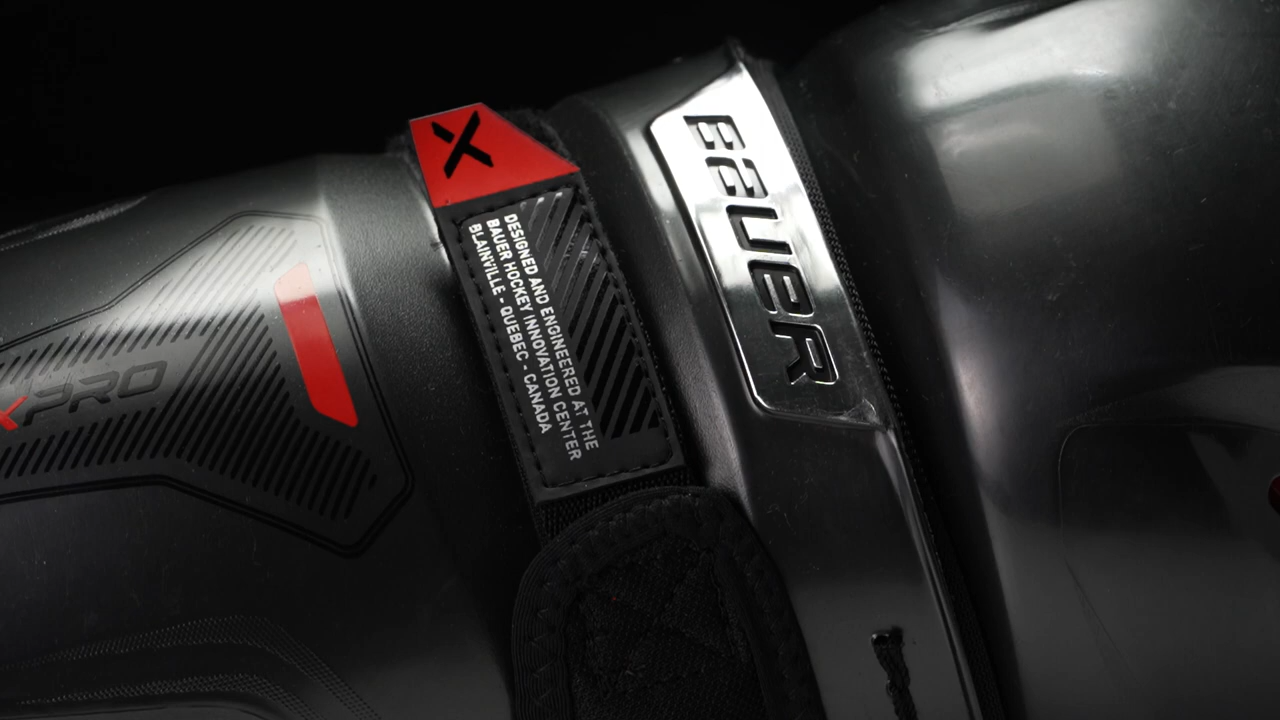 X
BAUER
DESIGNED AND ENGINEERED AT THE
BAUER HOCKEY INNOVATION CENTER
BLAINVILLE - QUEBEC - CANADA
XPRO